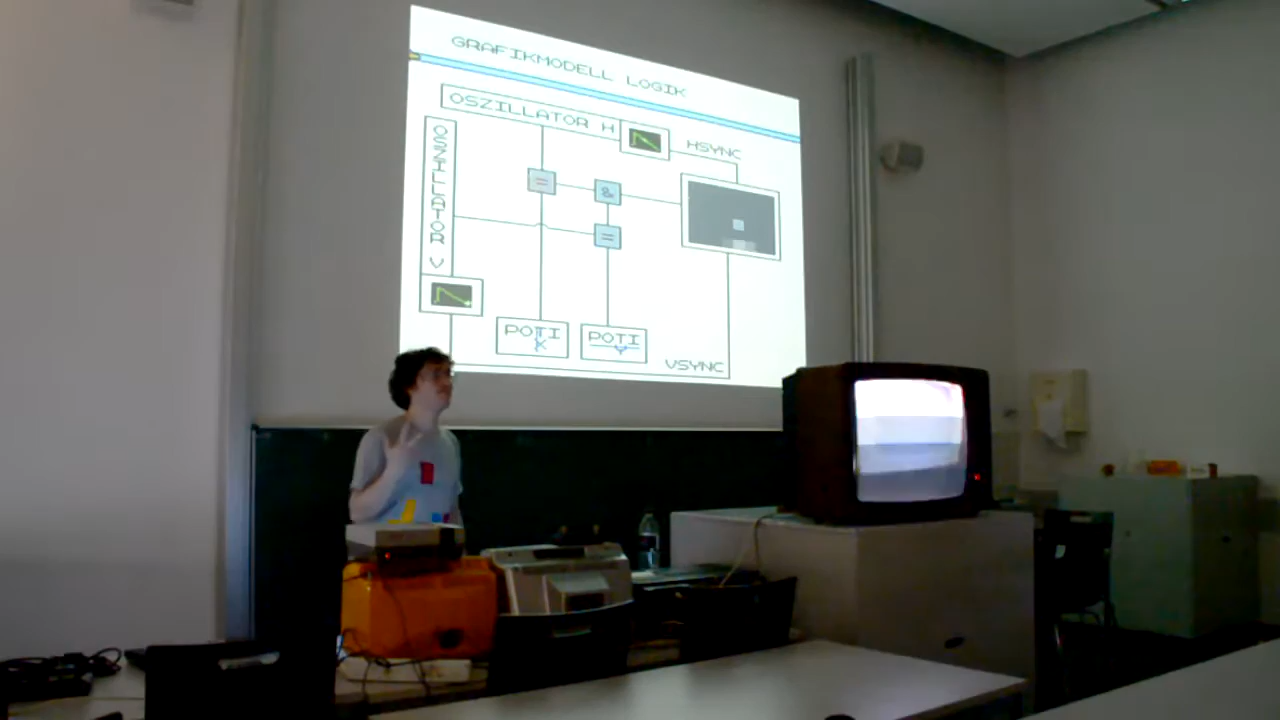 GRAFIKMODELL LOGIK
OSZILLATOR H
HSYNC
OSZILLATOR V
=
&
=
POTI
X
POTI
Y
VSYNC